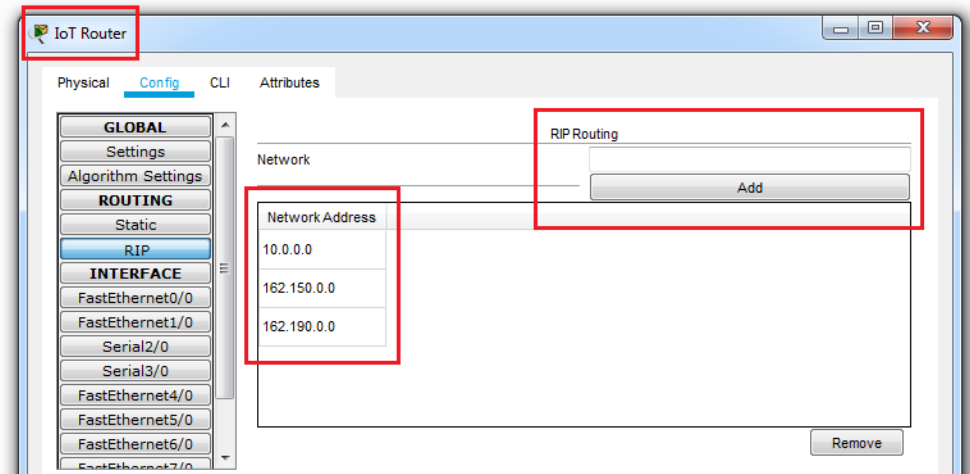 IoT Router
Physical Config CLI Attributes
GLOBAL
Settings
Algorithm Settings
ROUTING
Static
RIP
INTERFACE
FastEthernet0/0
FastEthernet1/0
Serial2/0
Serial3/0
FastEthernet4/0
FastEthernet5/0
FastEthernet6/0
FastEthernet7/0
RIP Routing
Network
Add
Network Address
10.0.0.0
162.150.0.0
162.190.0.0
Remove